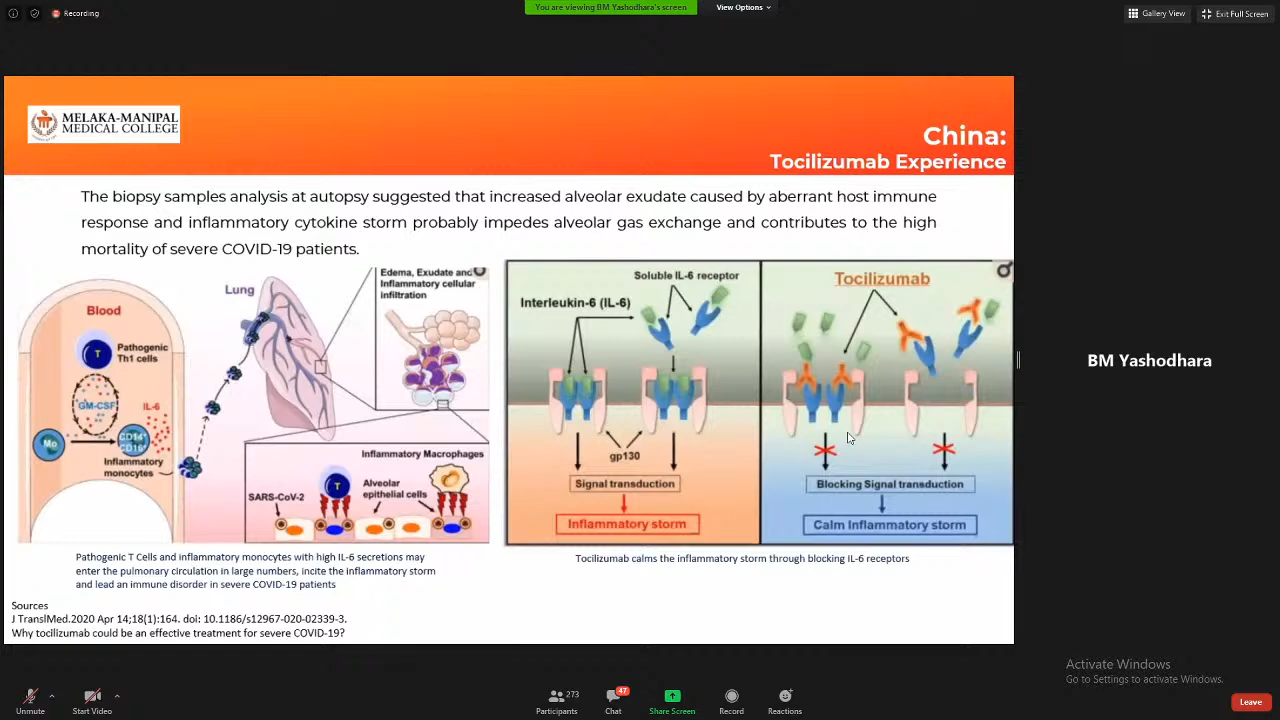 Recording
You are viewing BM Yashodhara's screen
View Options
Gallery View
Exit Full Screen
MELAKA-MANIPAL
MEDICAL COLLEGE
China:
Tocilizumab Experience
The biopsy samples analysis at autopsy suggested that increased alveolar exudate caused by aberrant host immune
response and inflammatory cytokine storm probably impedes alveolar gas exchange and contributes to the high
mortality of severe COVID-19 patients.
Blood
Pathogenic
Th1 cells
T
GM-CSF
IL-6
Mo
CD14+
CD16+
Inflammatory
monocytes
Lung
Edema, Exudate and
Inflammatory cellular
infiltration
Inflammatory Macrophages
SARS-CoV-2
T
Alveolar
epithelial cells
Soluble IL-6 receptor
Interleukin-6 (IL-6)
gp130
Signal transduction
Inflammatory storm
Tocilizumab
Blocking Signal transduction
Calm Inflammatory storm
Pathogenic T Cells and inflammatory monocytes with high IL-6 secretions may
enter the pulmonary circulation in large numbers, incite the inflammatory storm
and lead an immune disorder in severe COVID-19 patients
Tocilizumab calms the inflammatory storm through blocking IL-6 receptors
Sources
J TranslMed.2020 Apr 14;18(1):164. doi: 10.1186/s12967-020-02339-3.
Why tocilizumab could be an effective treatment for severe COVID-19?
BM Yashodhara
Activate Windows
Go to Settings to activate Windows.
Unmute
Start Video
273
Participants
47
Chat
Share Screen
Record
Reactions
Leave